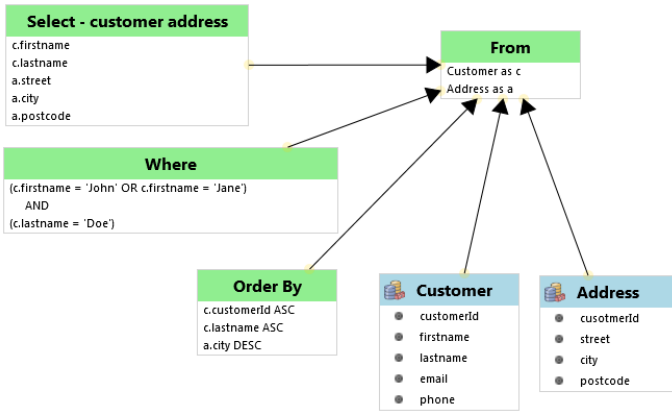 Select - customer address
c.firstname
c.lastname
a.street
a.city
a.postcode
From
Customer as c
Address as a
Where
(c.firstname = 'John' OR c.firstname = 'Jane')
AND
(c.lastname = 'Doe')
Order By
c.customerId ASC
c.lastname ASC
a.city DESC
Customer
customerId
firstname
lastname
email
phone
Address
cusotmerId
street
city
postcode